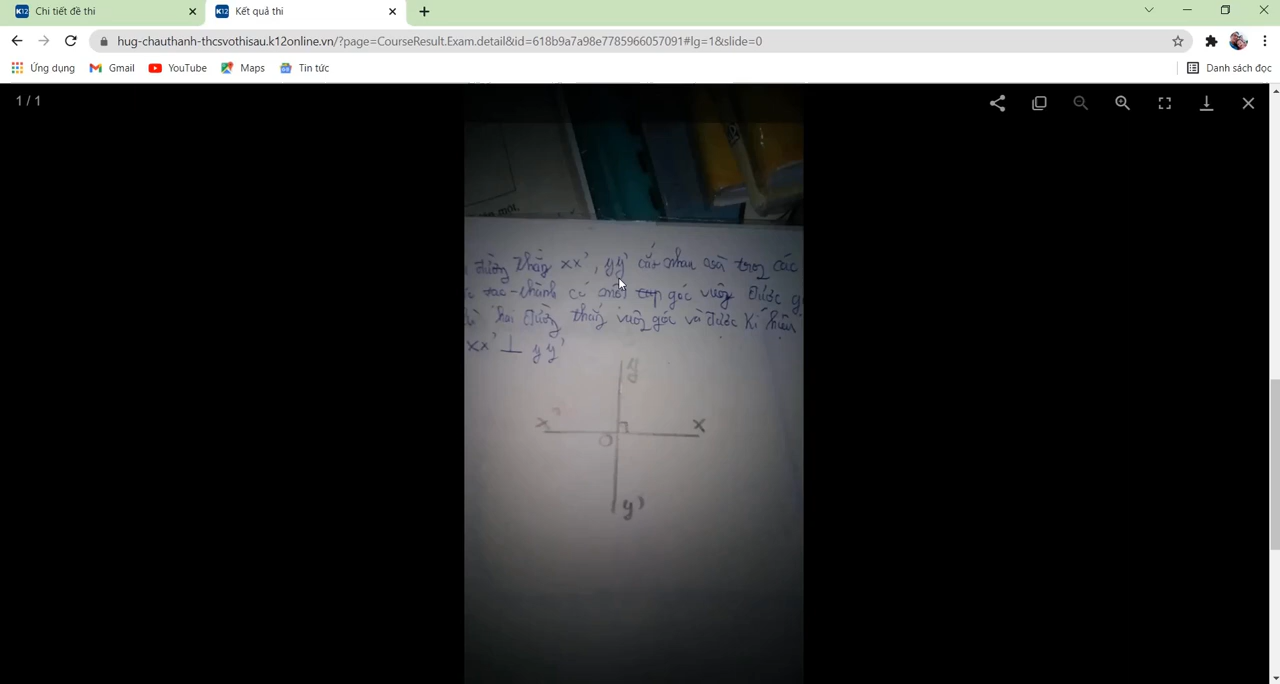 Chi tiết đề thi
Kết quả thi
hug-chauthanh-thcsvothisau.k12online.vn/?page=CourseResult.Exam.detail&id=618b9a7a98e7785966057091#lg=1&slide=0
Ứng dụng
Gmail
YouTube
Maps
Tin tức
Danh sách đọc
1 / 1
đường thẳng xx', yy' cắt nhau và trong các
tạo thành có một góc vuông được g
hai đường thẳng vuông góc và được kí hiệu
xx' ⊥ yy'
y
x'
x
O
y'